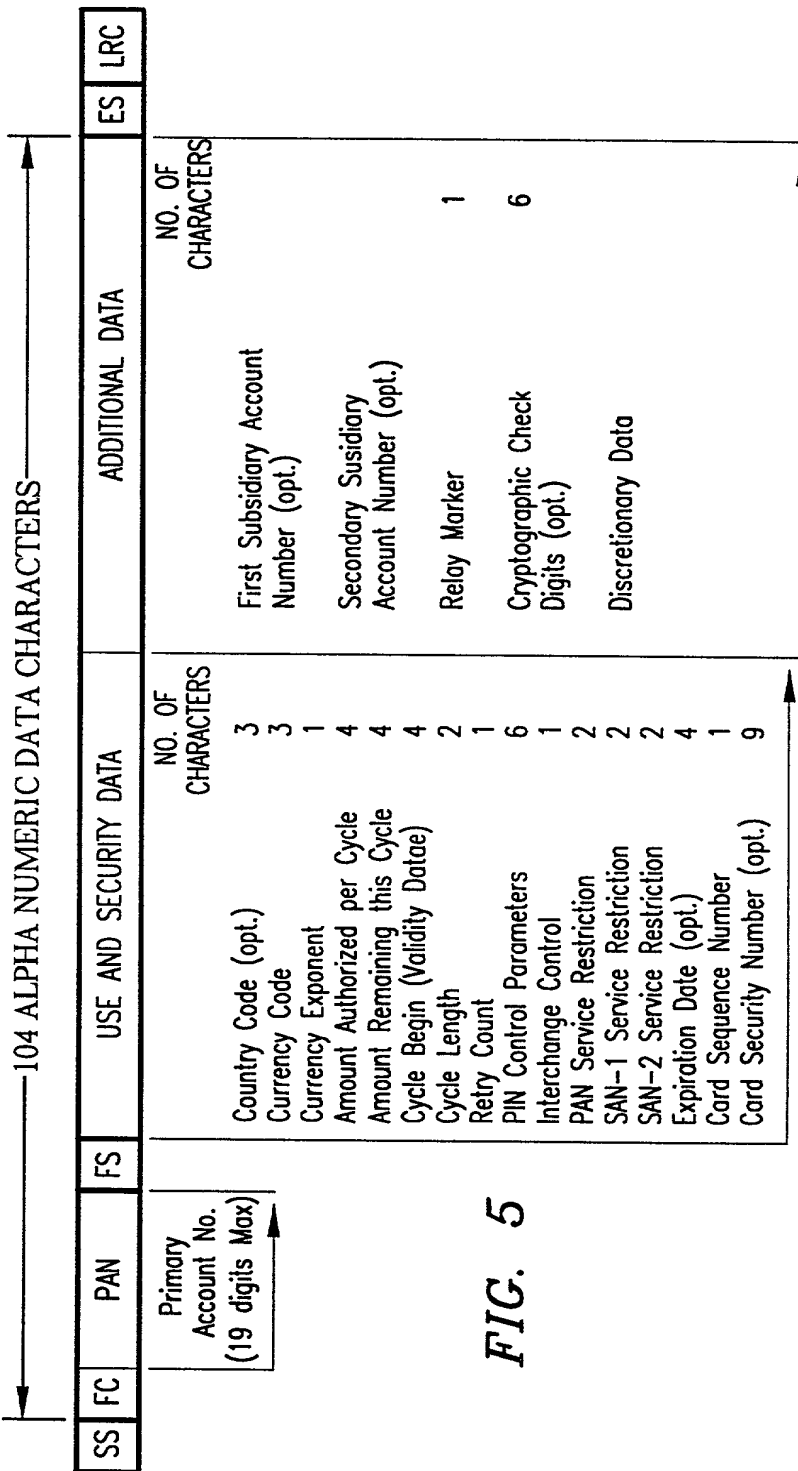 104 ALPHA NUMERIC DATA CHARACTERS
SS FC PAN FS USE AND SECURITY DATA ADDITIONAL DATA ES LRC
Primary
Account No.
(19 digits Max)
NO. OF
CHARACTERS
Country Code (opt.) 3
Currency Code 3
Currency Exponent 1
Amount Authorized per Cycle 4
Amount Remaining this Cycle 4
Cycle Begin (Validity Datae) 4
Cycle Length 2
Retry Count 1
PIN Control Parameters 6
Interchange Control 1
PAN Service Restriction 2
SAN-1 Service Restriction 2
SAN-2 Service Restriction 2
Expiration Date (opt.) 4
Card Sequence Number 1
Card Security Number (opt.) 9
NO. OF
CHARACTERS
First Subsidiary Account
Number (opt.)
Secondary Susidiary
Account Number (opt.)
Relay Marker 1
Cryptographic Check 6
Digits (opt.)
Discretionary Data
FIG. 5